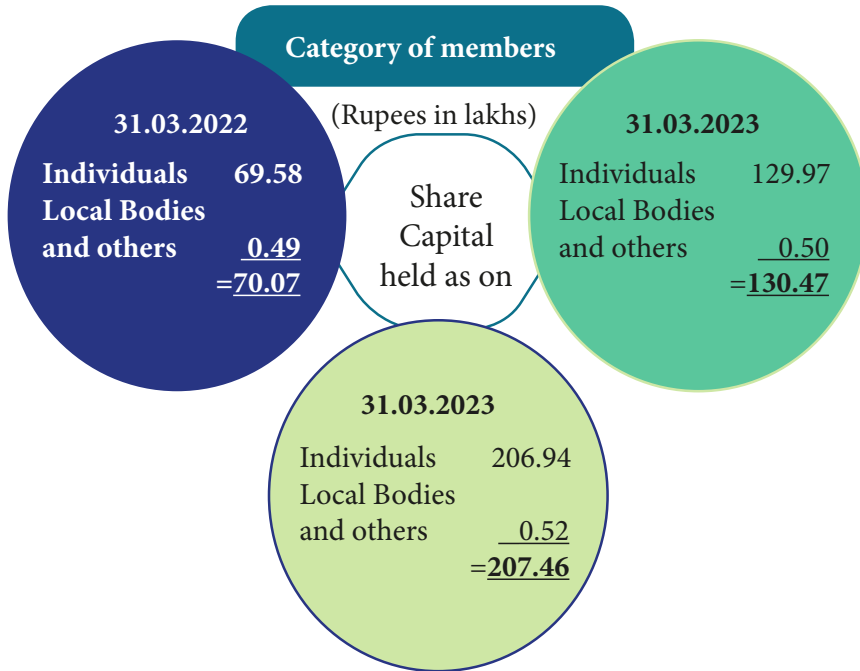 Category of members
(Rupees in lakhs)
Share
Capital
held as on
31.03.2022
Individuals 69.58
Local Bodies
and others 0.49
=70.07
31.03.2023
Individuals 129.97
Local Bodies
and others 0.50
=130.47
31.03.2023
Individuals 206.94
Local Bodies
and others 0.52
=207.46